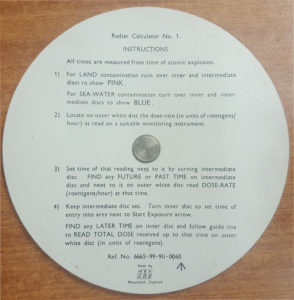 Radiac Calculator No. 1
INSTRUCTIONS
All times are measured from time of atomic explosion.
1) For LAND contamination turn over inner and intermediate
discs to show PINK.
For SEA-WATER contamination turn over inner and inter-
mediate discs to show BLUE.
2) Locate on outer white disc the dose-rate (in units of roentgens/
hour) as read on a suitable monitoring instrument.
3) Set time of that reading next to it by turning intermediate
disc. FIND any FUTURE or PAST TIME on intermediate
disc and next to it on outer white disc read DOSE-RATE
(roentgens/hour) at that time.
4) Keep intermediate disc set. Turn inner disc to set time of
entry into area next to Start Exposure arrow.
FIND any LATER TIME on inner disc and follow guide line
to READ TOTAL DOSE received up to that time on outer
white disc (in units of roentgens).
Ref. No. 6665-99-911-0060
Made by
England.